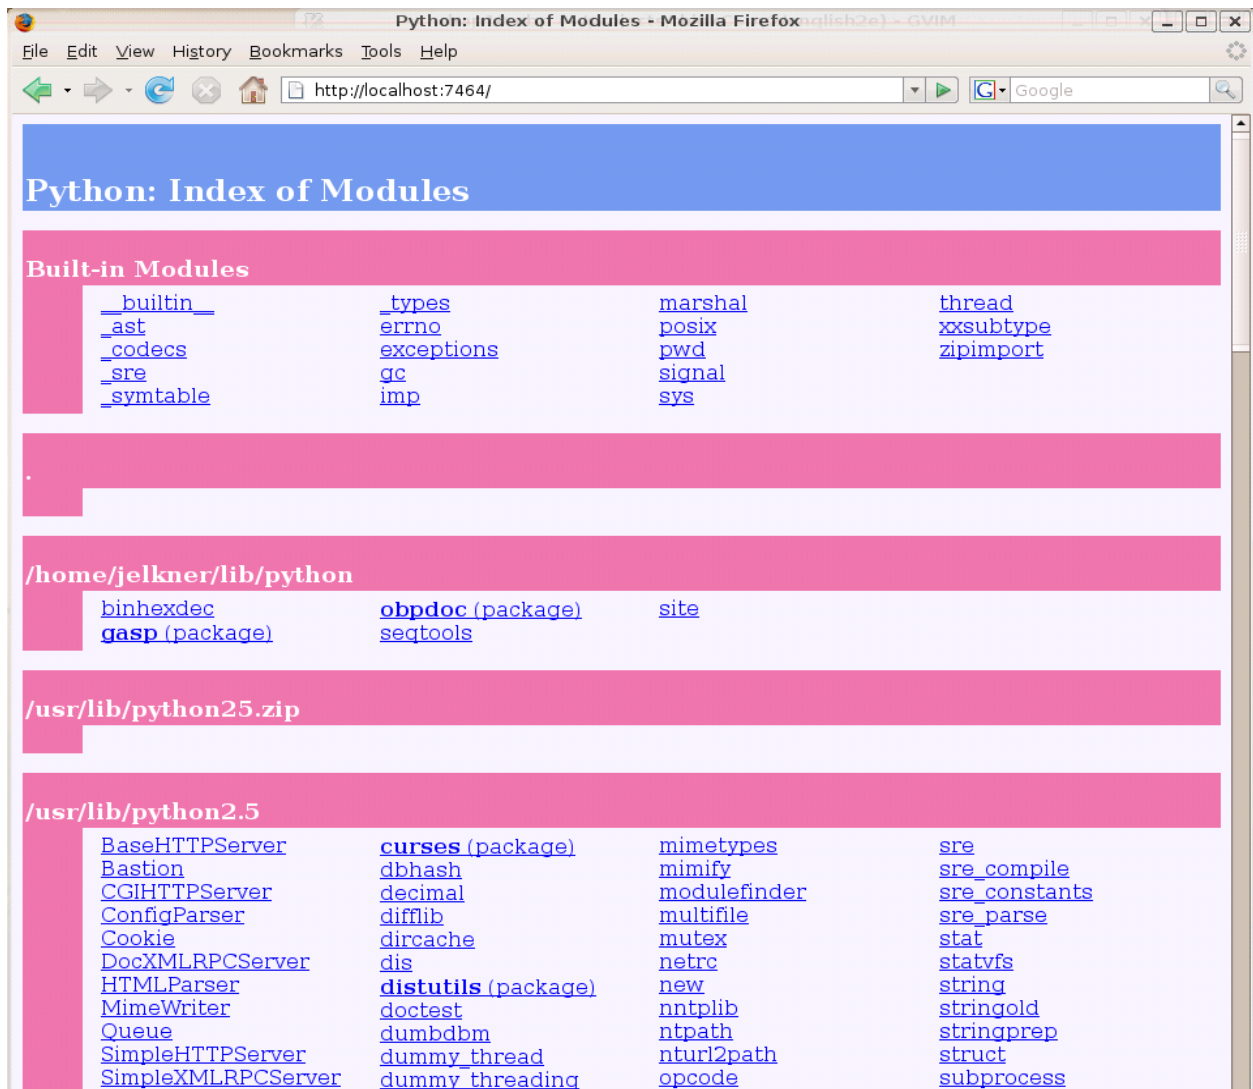 Python: Index of Modules - Mozilla Firefox
File Edit View History Bookmarks Tools Help
http://localhost:7464/ G Google
Python: Index of Modules
Built-in Modules
__builtin__ _types marshal thread
_ast errno posix xxsubtype
_codecs exceptions pwd zipimport
_sre gc signal
_symtable imp sys
.
/home/jelkner/lib/python
binhexdec obpdoc (package) site
gasp (package) seqtools
/usr/lib/python25.zip
/usr/lib/python2.5
BaseHTTPServer curses (package) mimetypes sre
Bastion dbhash mimify sre_compile
CGIHTTPServer decimal modulefinder sre_constants
ConfigParser difflib multifile sre_parse
Cookie dircache mutex stat
DocXMLRPCServer dis netrc statvfs
HTMLParser distutils (package) new string
MimeWriter doctest nntplib stringold
Queue dumbdbm ntpath stringprep
SimpleHTTPServer dummy_thread nturl2path struct
SimpleXMLRPCServer dummy_threading opcode subprocess